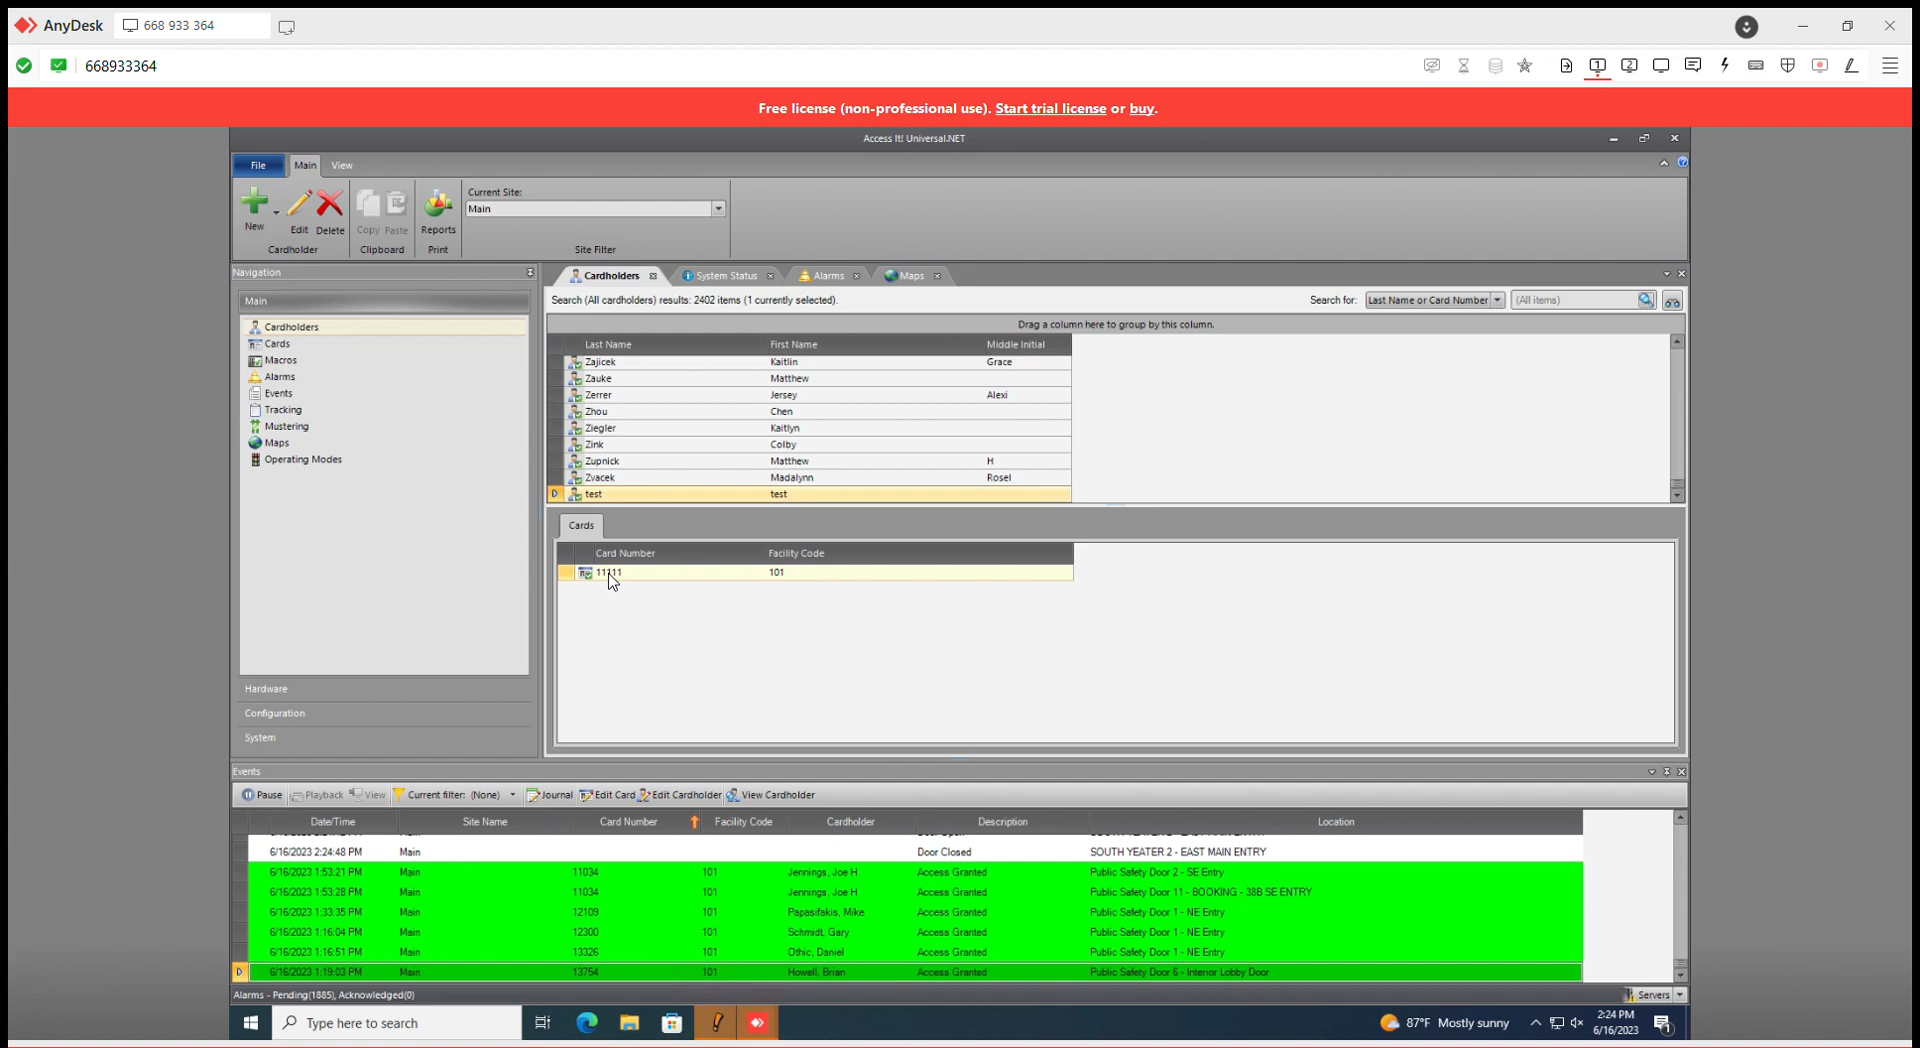 AnyDesk 668 933 364
668933364
Free license (non-professional use). Start trial license or buy.
Access It! Universal.NET
File Main View
Current Site:
Main
New Edit Delete Copy Paste Reports
Cardholder Clipboard Print Site Filter
Navigation
Main
Cardholders
Cards
Macros
Alarms
Events
Tracking
Mustering
Maps
Operating Modes
Hardware
Configuration
System
Cardholders System Status Alarms Maps
Search (All cardholders) results: 2402 items (1 currently selected). Search for: Last Name or Card Number (All items)
Drag a column here to group by this column.
Last Name First Name Middle Initial
Zajicek Kaitlin Grace
Zauke Matthew
Zerrer Jersey Alexi
Zhou Chen
Ziegler Kaitlyn
Zink Colby
Zupnick Matthew H
Zvacek Madalynn Rosel
test test
Cards
Card Number Facility Code
11111 101
Events
Pause Playback View Current filter: (None) Journal Edit Card Edit Cardholder View Cardholder
Date/Time Site Name Card Number Facility Code Cardholder Description Location
6/16/2023 2:24:48 PM Main Door Closed SOUTH YEATER 2 - EAST MAIN ENTRY
6/16/2023 1:53:21 PM Main 11034 101 Jennings, Joe H Access Granted Public Safety Door 2 - SE Entry
6/16/2023 1:53:28 PM Main 11034 101 Jennings, Joe H Access Granted Public Safety Door 11 - BOOKING - 38B SE ENTRY
6/16/2023 1:33:35 PM Main 12109 101 Papasifakis, Mike Access Granted Public Safety Door 1 - NE Entry
6/16/2023 1:16:04 PM Main 12300 101 Schmidt, Gary Access Granted Public Safety Door 1 - NE Entry
6/16/2023 1:16:51 PM Main 13326 101 Othic, Daniel Access Granted Public Safety Door 1 - NE Entry
6/16/2023 1:19:03 PM Main 13754 101 Howell, Brian Access Granted Public Safety Door 6 - Interior Lobby Door
Alarms - Pending(1885), Acknowledged(0) Servers
Type here to search 87°F Mostly sunny 2:24 PM
6/16/2023